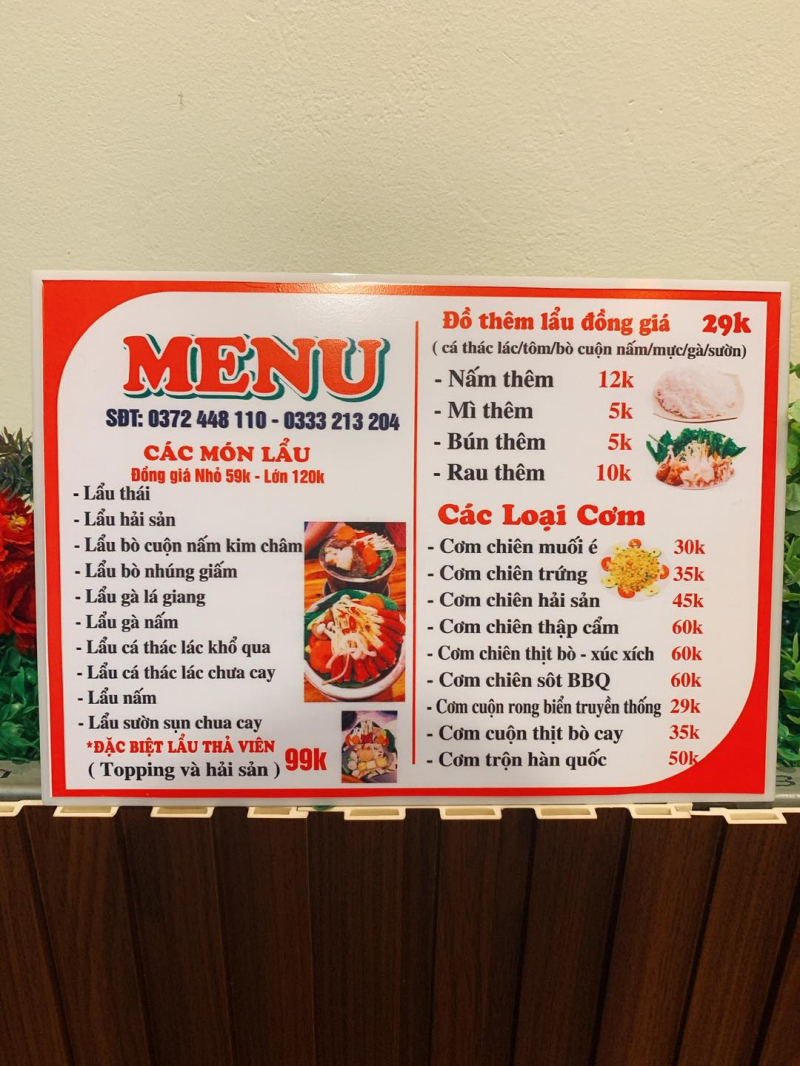 MENU
SĐT: 0372 448 110 - 0333 213 204
CÁC MÓN LẨU
Đồng giá Nhỏ 59k - Lớn 120k
- Lẩu thái
- Lẩu hải sản
- Lẩu bò cuộn nấm kim châm
- Lẩu bò nhúng giấm
- Lẩu gà lá giang
- Lẩu gà nấm
- Lẩu cá thác lác khổ qua
- Lẩu cá thác lác chưa cay
- Lẩu nấm
- Lẩu sườn sụn chua cay
*ĐẶC BIỆT LẨU THẢ VIÊN 99k
( Topping và hải sản )
Đồ thêm lẩu đồng giá 29k
( cá thác lác/tôm/bò cuộn nấm/mực/gà/sườn)
- Nấm thêm 12k
- Mì thêm 5k
- Bún thêm 5k
- Rau thêm 10k
Các Loại Cơm
- Cơm chiên muối é 30k
- Cơm chiên trứng 35k
- Cơm chiên hải sản 45k
- Cơm chiên thập cẩm 60k
- Cơm chiên thịt bò - xúc xích 60k
- Cơm chiên sôt BBQ 60k
- Cơm cuộn rong biển truyền thống 29k
- Cơm cuộn thịt bò cay 35k
- Cơm trộn hàn quốc 50k